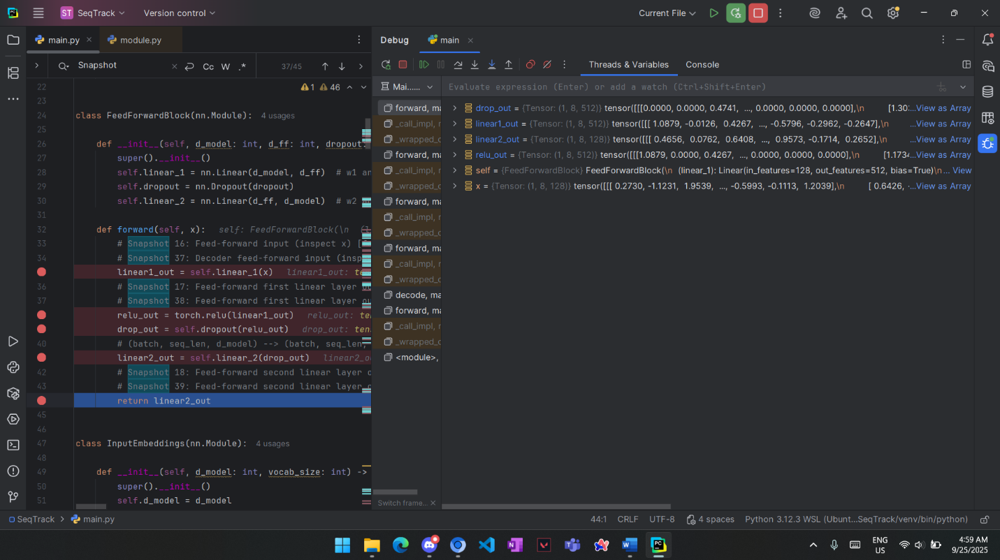 ST SeqTrack Version control Current File
main.py module.py
Debug main
Snapshot Cc W .* 37/45
Threads & Variables Console
Mai...... Evaluate expression (Enter) or add a watch (Ctrl+Shift+Enter)
1 46
22
23
24 class FeedForwardBlock(nn.Module): 4 usages
25
26 def __init__(self, d_model: int, d_ff: int, dropout:
27 super().__init__()
28 self.linear_1 = nn.Linear(d_model, d_ff) # w1 an
29 self.dropout = nn.Dropout(dropout)
30 self.linear_2 = nn.Linear(d_ff, d_model) # w2
31
32 def forward(self, x): self: FeedForwardBlock(\n (l
33 # Snapshot 16: Feed-forward input (inspect x) [
34 # Snapshot 37: Decoder feed-forward input (insp
linear1_out = self.linear_1(x) linear1_out: te
36 # Snapshot 17: Feed-forward first linear layer ou
37 # Snapshot 38: Feed-forward first linear layer ou
relu_out = torch.relu(linear1_out) relu_out: te
drop_out = self.dropout(relu_out) drop_out: ten
40 # (batch, seq_len, d_model) --> (batch, seq_len,
linear2_out = self.linear_2(drop_out) linear2_o
42 # Snapshot 18: Feed-forward second linear layer o
43 # Snapshot 39: Feed-forward second linear layer o
return linear2_out
45
46
47 class InputEmbeddings(nn.Module): 4 usages
48
49 def __init__(self, d_model: int, vocab_size: int) ->
50 super().__init__()
51 self.d_model = d_model
forward, ma
_call_impl, r
_wrapped_c
forward, ma
_call_impl, r
_wrapped_c
forward, ma
_call_impl, r
_wrapped_c
forward, ma
_call_impl, r
_wrapped_c
decode, ma
forward, ma
_call_impl, r
_wrapped_c
<module>,
Switch frame...
drop_out = {Tensor: (1, 8, 512)} tensor([[[0.0000, 0.0000, 0.4741, ..., 0.0000, 0.0000, 0.0000],\n [1.30...View as Array
linear1_out = {Tensor: (1, 8, 512)} tensor([[[ 1.0879, -0.0126, 0.4267, ..., -0.5796, -0.2962, -0.2647],\n ...View as Array
linear2_out = {Tensor: (1, 8, 128)} tensor([[[ 0.4656, 0.0762, 0.6408, ..., 0.9573, -0.1714, 0.2652],\n ...View as Array
relu_out = {Tensor: (1, 8, 512)} tensor([[[1.0879, 0.0000, 0.4267, ..., 0.0000, 0.0000, 0.0000],\n [1.1734...View as Array
self = {FeedForwardBlock} FeedForwardBlock(\n (linear_1): Linear(in_features=128, out_features=512, bias=True)\n... View
x = {Tensor: (1, 8, 128)} tensor([[[ 0.2730, -1.1231, 1.9539, ..., -0.5993, -0.1113, 1.2039],\n [ 0.6426, -...View as Array
SeqTrack main.py 44:1 CRLF UTF-8 4 spaces Python 3.12.3 WSL (Ubunt...SeqTrack/venv/bin/python)
ENG
US
4:59 AM
9/25/2025